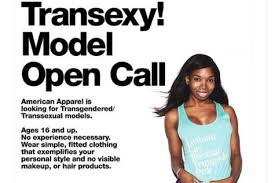 Transexy!
Model
Open Call
American Apparel is
looking for Transgendered/
Transsexual models.
Ages 16 and up.
No experience necessary.
Wear simple, fitted clothing
that exemplifies your
personal style and no visible
makeup, or hair products.